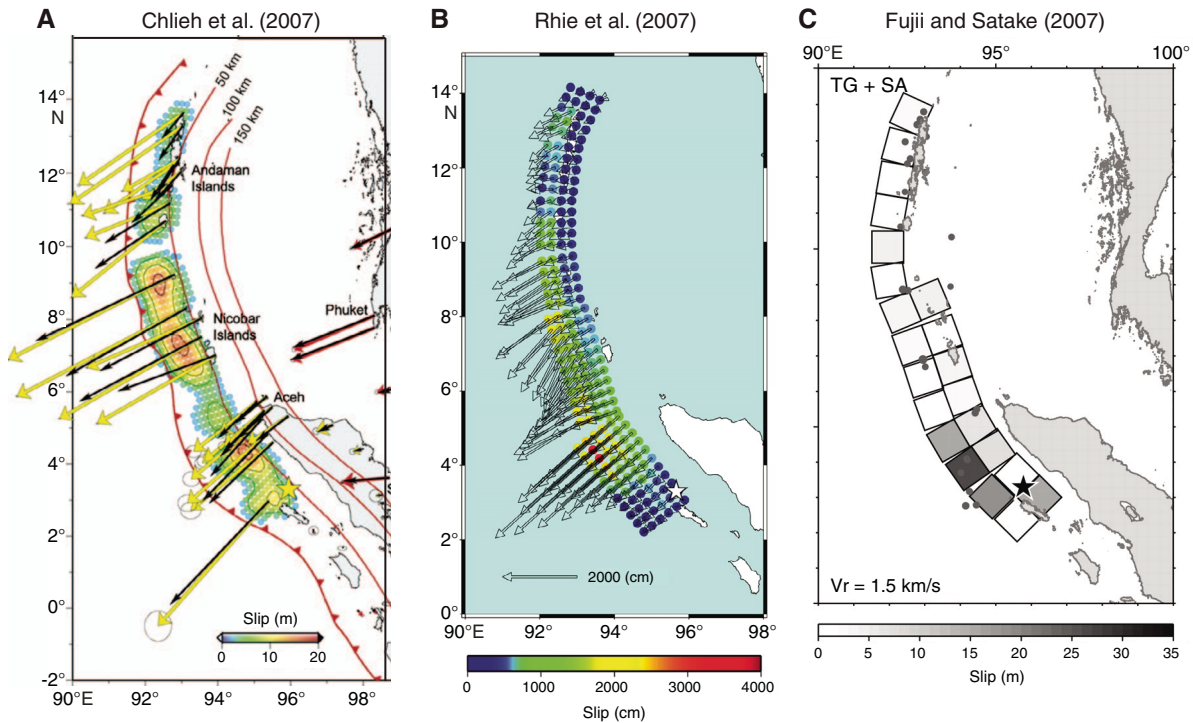 A
Chlieh et al. (2007)
14°
N
12°
10°
8°
6°
4°
2°
0°
-2°
90°E
92°
94°
96°
98°
50 km
100 km
150 km
Andaman
Islands
Nicobar
Islands
Phuket
Aceh
Slip (m)
0
10
20
B
Rhie et al. (2007)
14°
N
12°
10°
8°
6°
4°
2°
0°
2000 (cm)
90°E
92°
94°
96°
98°
0
1000
2000
3000
4000
Slip (cm)
C
Fujii and Satake (2007)
90°E
95°
100°
TG + SA
Vr = 1.5 km/s
0
5
10
15
20
25
30
35
Slip (m)